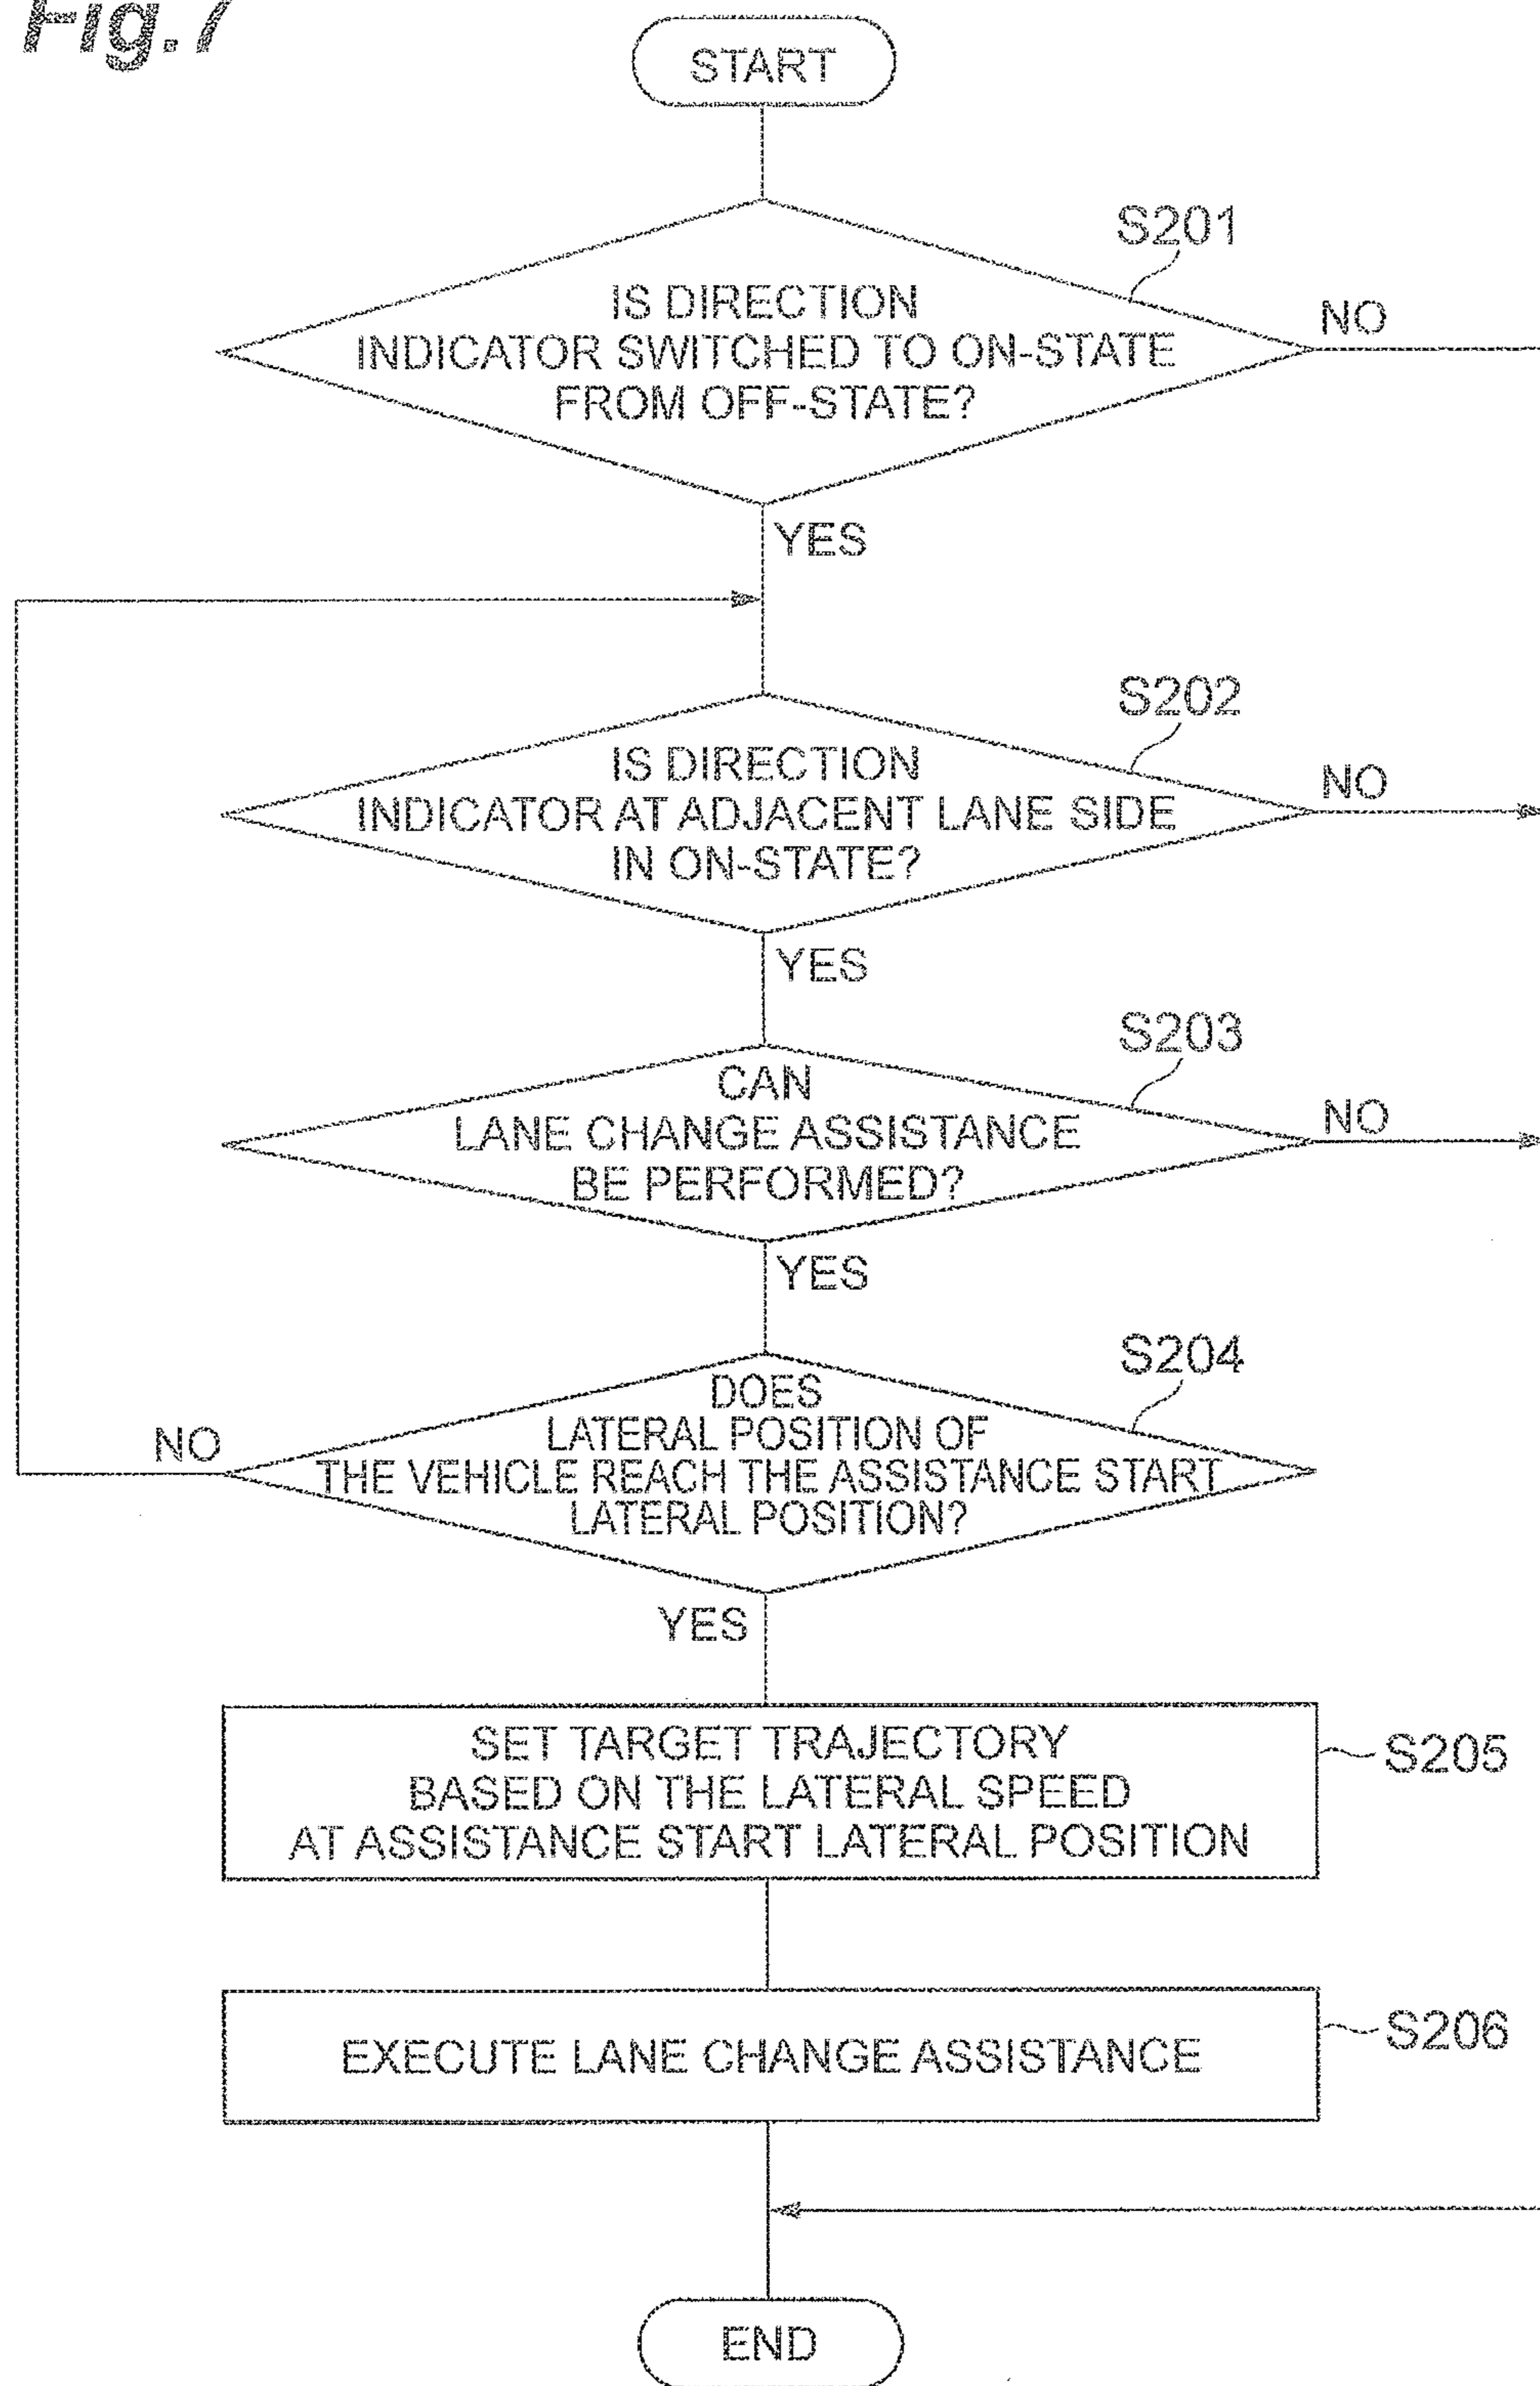 Fig.7
START
S201
IS DIRECTION
INDICATOR SWITCHED TO ON-STATE
FROM OFF-STATE?
NO
YES
S202
IS DIRECTION
INDICATOR AT ADJACENT LANE SIDE
IN ON-STATE?
NO
YES
S203
CAN
LANE CHANGE ASSISTANCE
BE PERFORMED?
NO
YES
S204
DOES
LATERAL POSITION OF
THE VEHICLE REACH THE ASSISTANCE START
LATERAL POSITION?
NO
YES
SET TARGET TRAJECTORY
BASED ON THE LATERAL SPEED
AT ASSISTANCE START LATERAL POSITION
S205
EXECUTE LANE CHANGE ASSISTANCE
S206
END